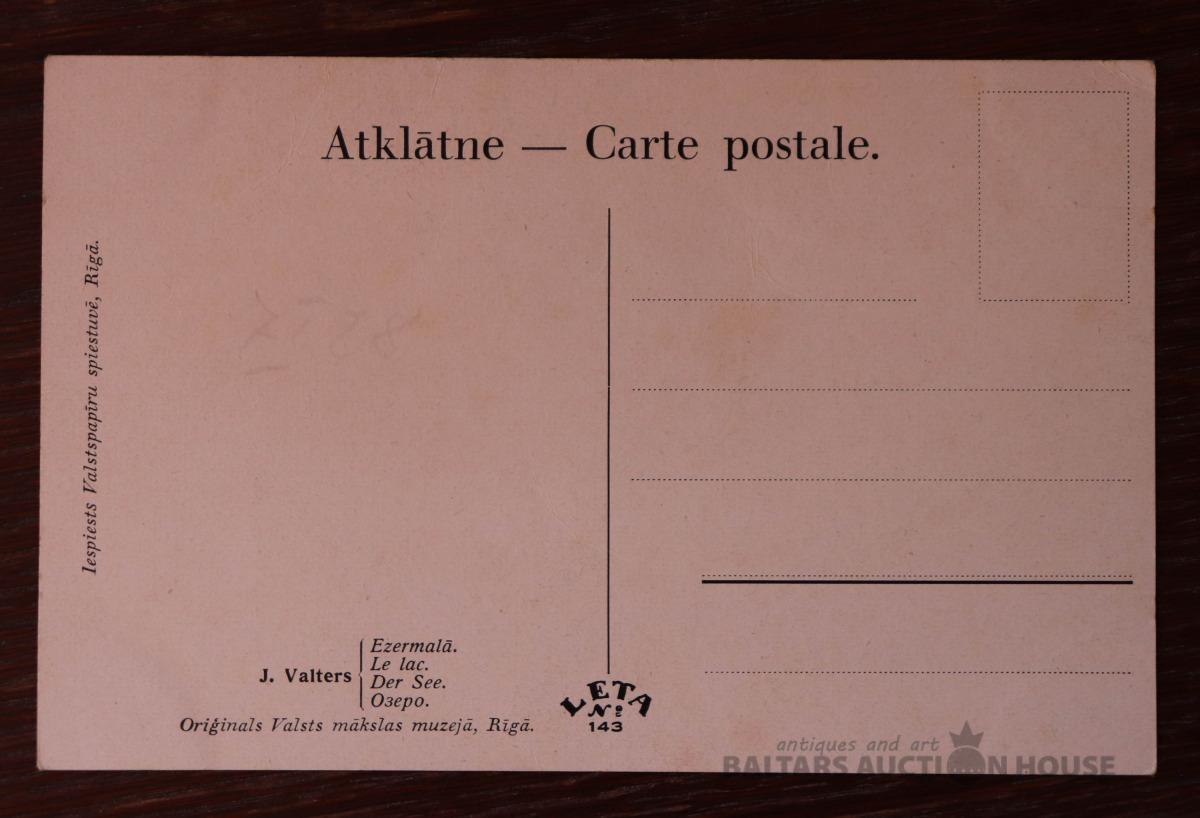 Atklātne — Carte postale.
Iespiests Valstspapīru spiestuvē, Rīgā.
J. Valters
Ezermalā.
Le lac.
Der See.
Озеро.
Oriģinals Valsts mākslas muzejā, Rīgā.
LETA
№
143
antiques and art
BALTARS AUCTION HOUSE